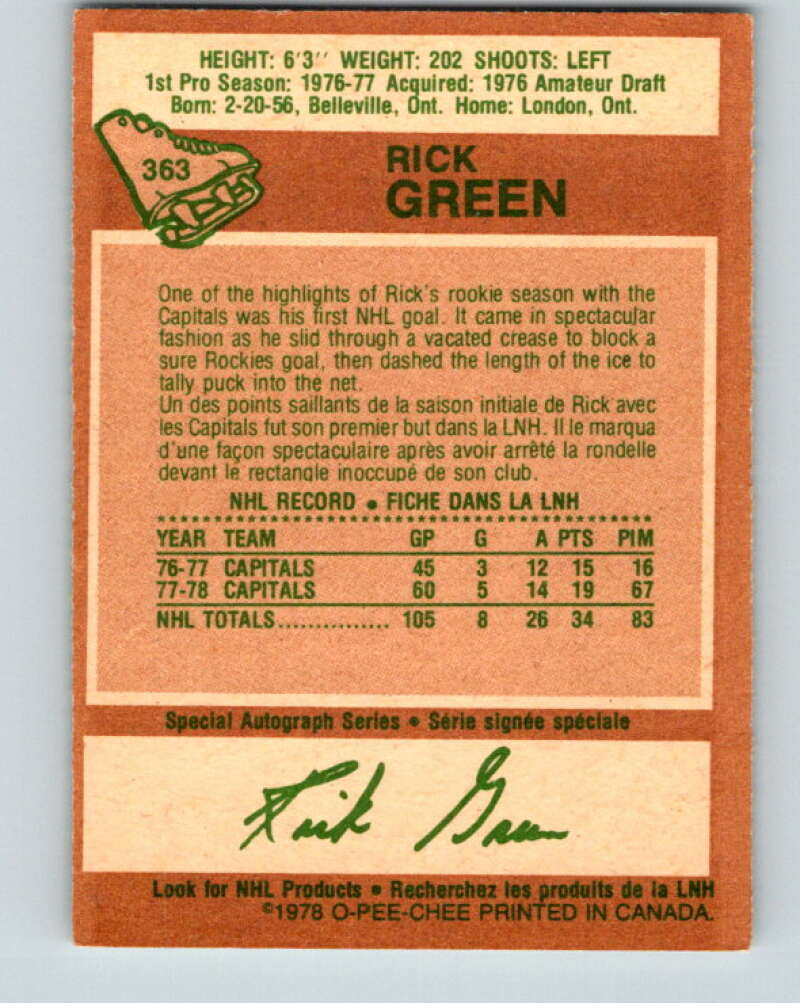 HEIGHT: 6'3'' WEIGHT: 202 SHOOTS: LEFT
1st Pro Season: 1976-77 Acquired: 1976 Amateur Draft
Born: 2-20-56, Belleville, Ont. Home: London, Ont.
363
RICK
GREEN
One of the highlights of Rick's rookie season with the
Capitals was his first NHL goal. It came in spectacular
fashion as he slid through a vacated crease to block a
sure Rockies goal, then dashed the length of the ice to
tally puck into the net.
Un des points saillants de la saison initiale de Rick avec
les Capitals fut son premier but dans la LNH. Il le marqua
d'une façon spectaculaire après avoir arrêté la rondelle
devant le rectangle inoccupé de son club.
NHL RECORD • FICHE DANS LA LNH
YEAR TEAM GP G A PTS PIM
76-77 CAPITALS 45 3 12 15 16
77-78 CAPITALS 60 5 14 19 67
NHL TOTALS............... 105 8 26 34 83
Special Autograph Series • Série signée spéciale
Rick Green
Look for NHL Products • Recherchez les produits de la LNH
©1978 O-PEE-CHEE PRINTED IN CANADA.